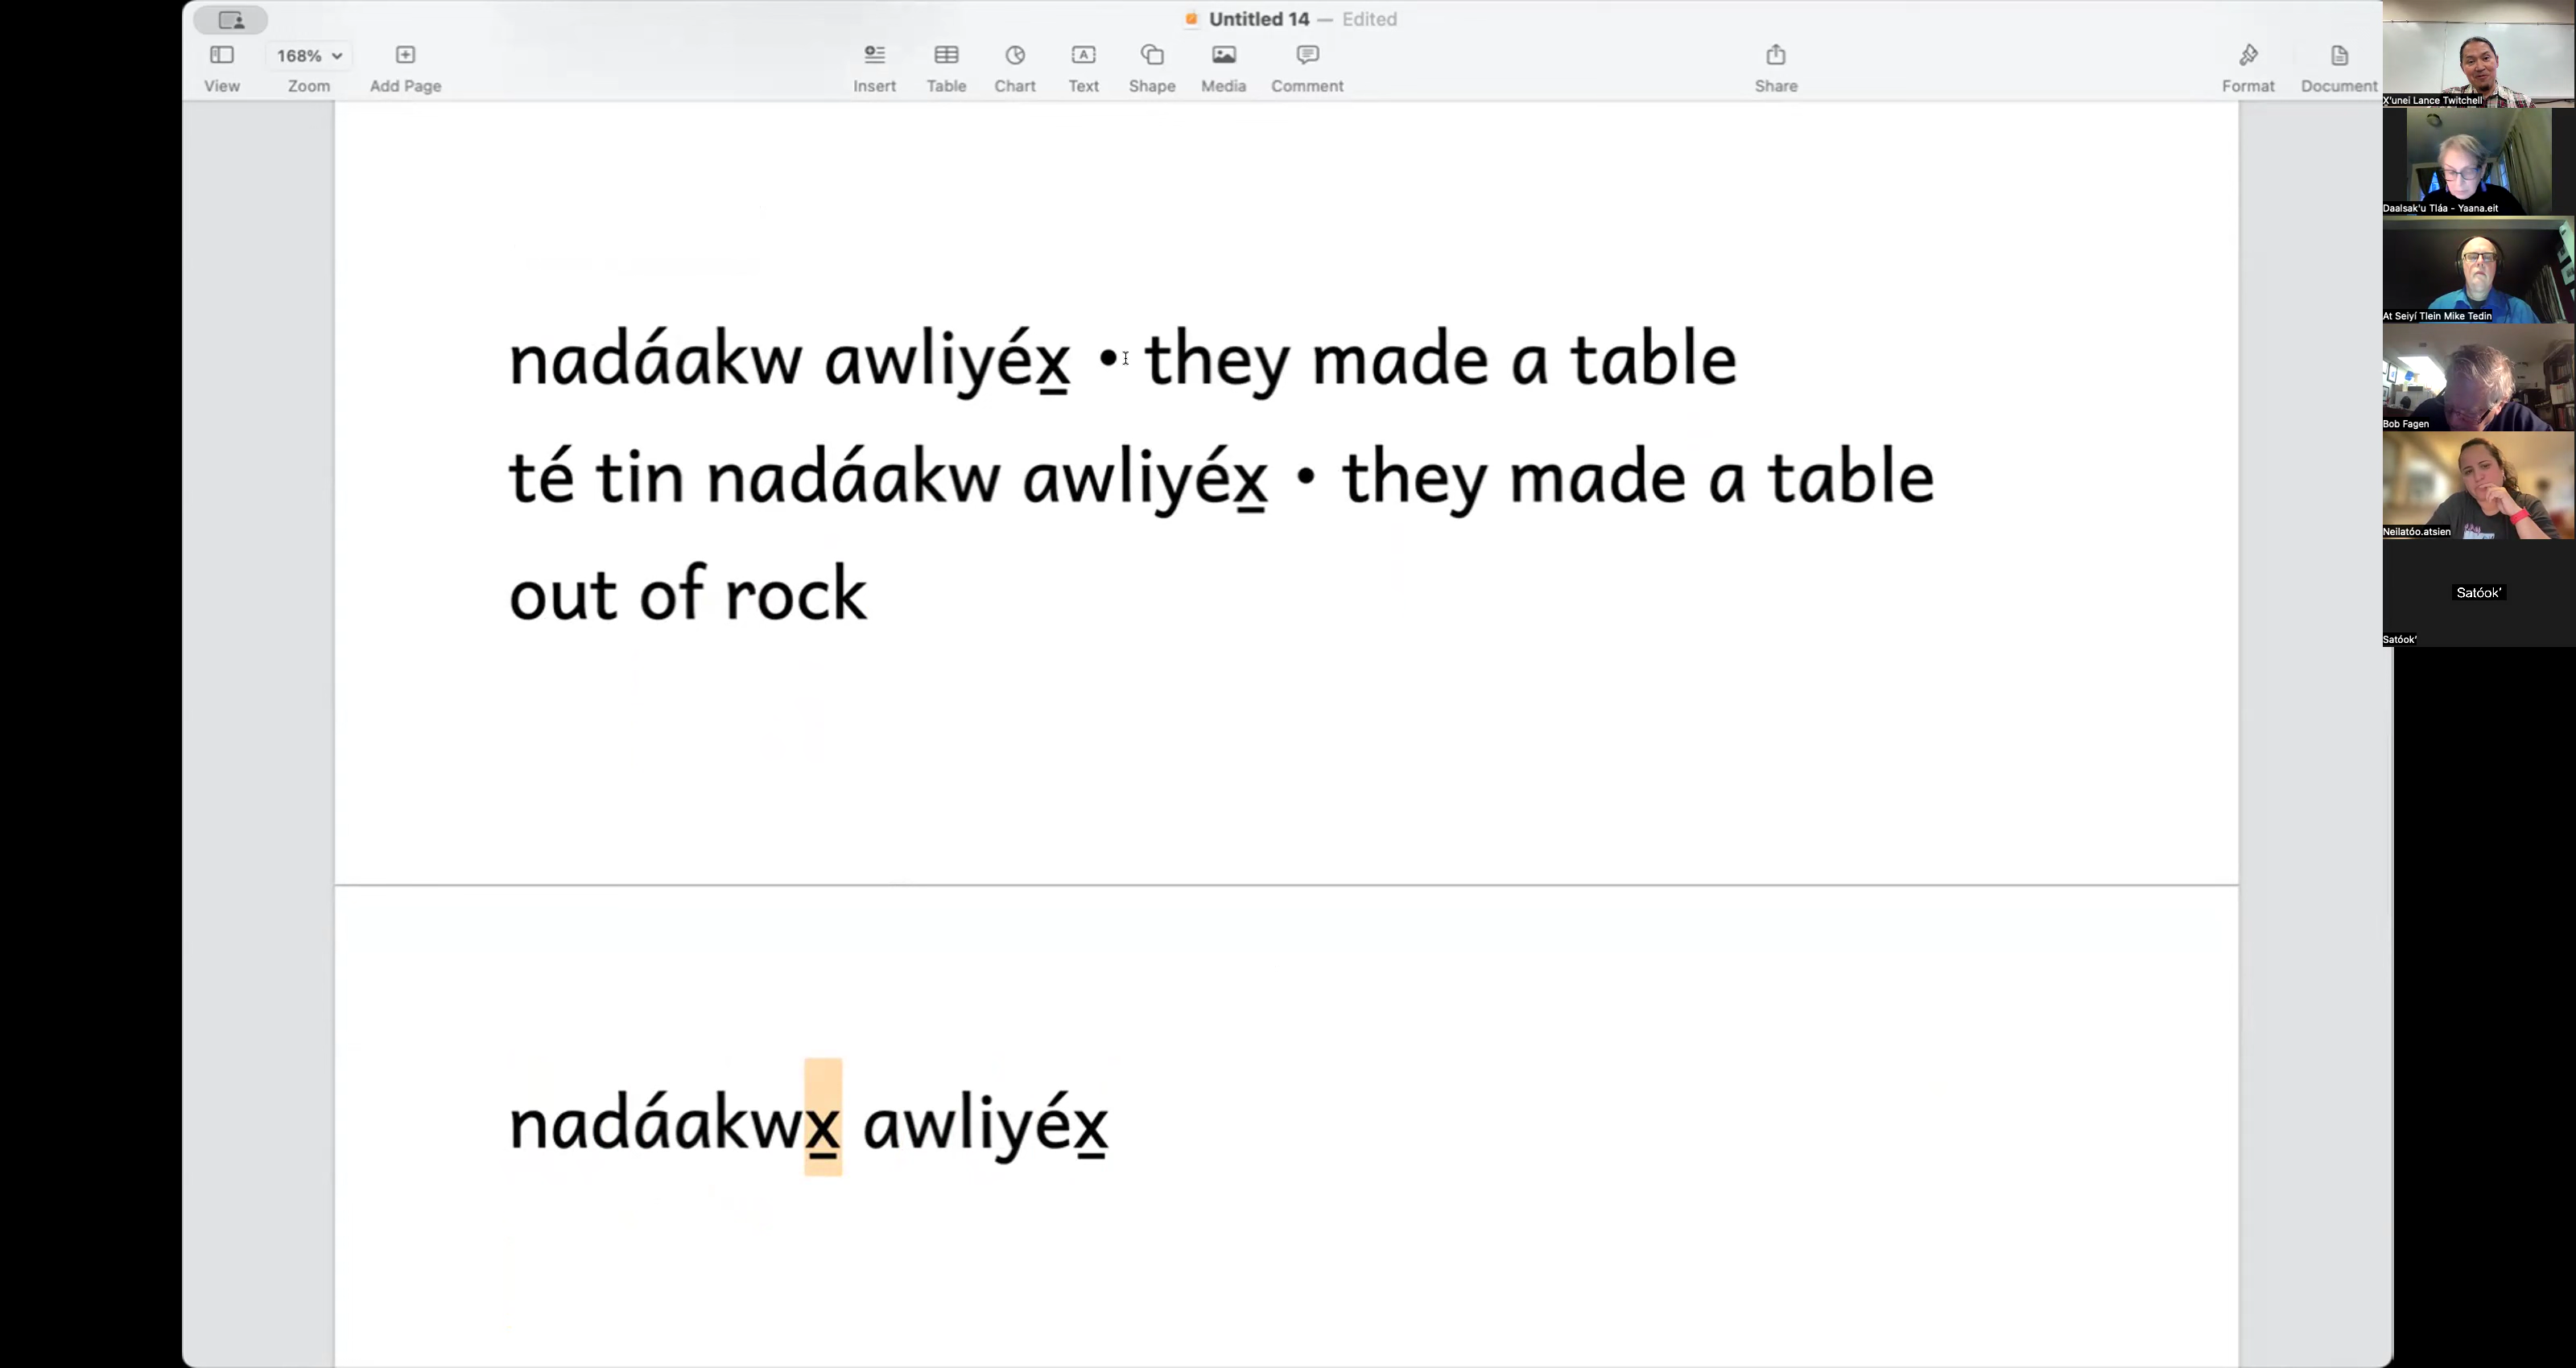 Untitled 14 — Edited
168%
View Zoom Add Page Insert Table Chart Text Shape Media Comment Share Format Document
nadáakw awliyéx̲ • they made a table
té tin nadáakw awliyéx̲ • they made a table
out of rock
nadáakwx̲ awliyéx̲
X̱'unei Lance Twitchell
Daalsak'u Tláa - Yaana.eit
At Seiyí Tlein Mike Tedin
Bob Fagen
Neilatóo.atsien
Satóok'
Satóok'